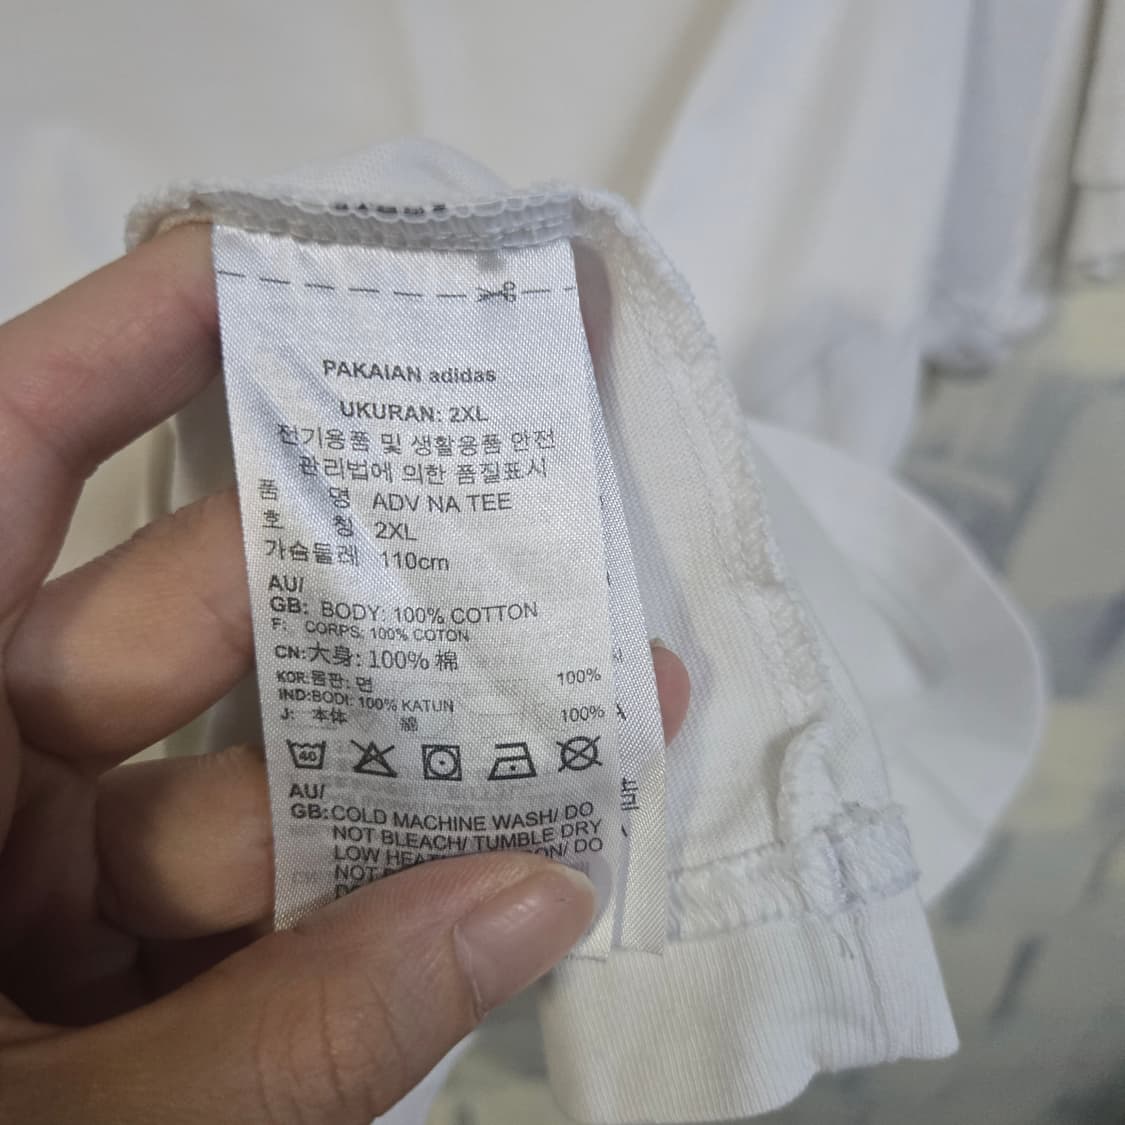 PAKAIAN adidas
UKURAN: 2XL
전기용품 및 생활용품 안전
관리법에 의한 품질표시
품 명 ADV NA TEE
호 칭 2XL
가슴둘레 110cm
AU/
GB: BODY: 100% COTTON
F: CORPS: 100% COTON
CN:大身: 100% 棉
KOR:몸판: 면 100%
IND:BODI: 100% KATUN
J: 本体 綿 100%
40
AU/
GB:COLD MACHINE WASH/ DO
NOT BLEACH/ TUMBLE DRY
LOW HEAT DO
NOT